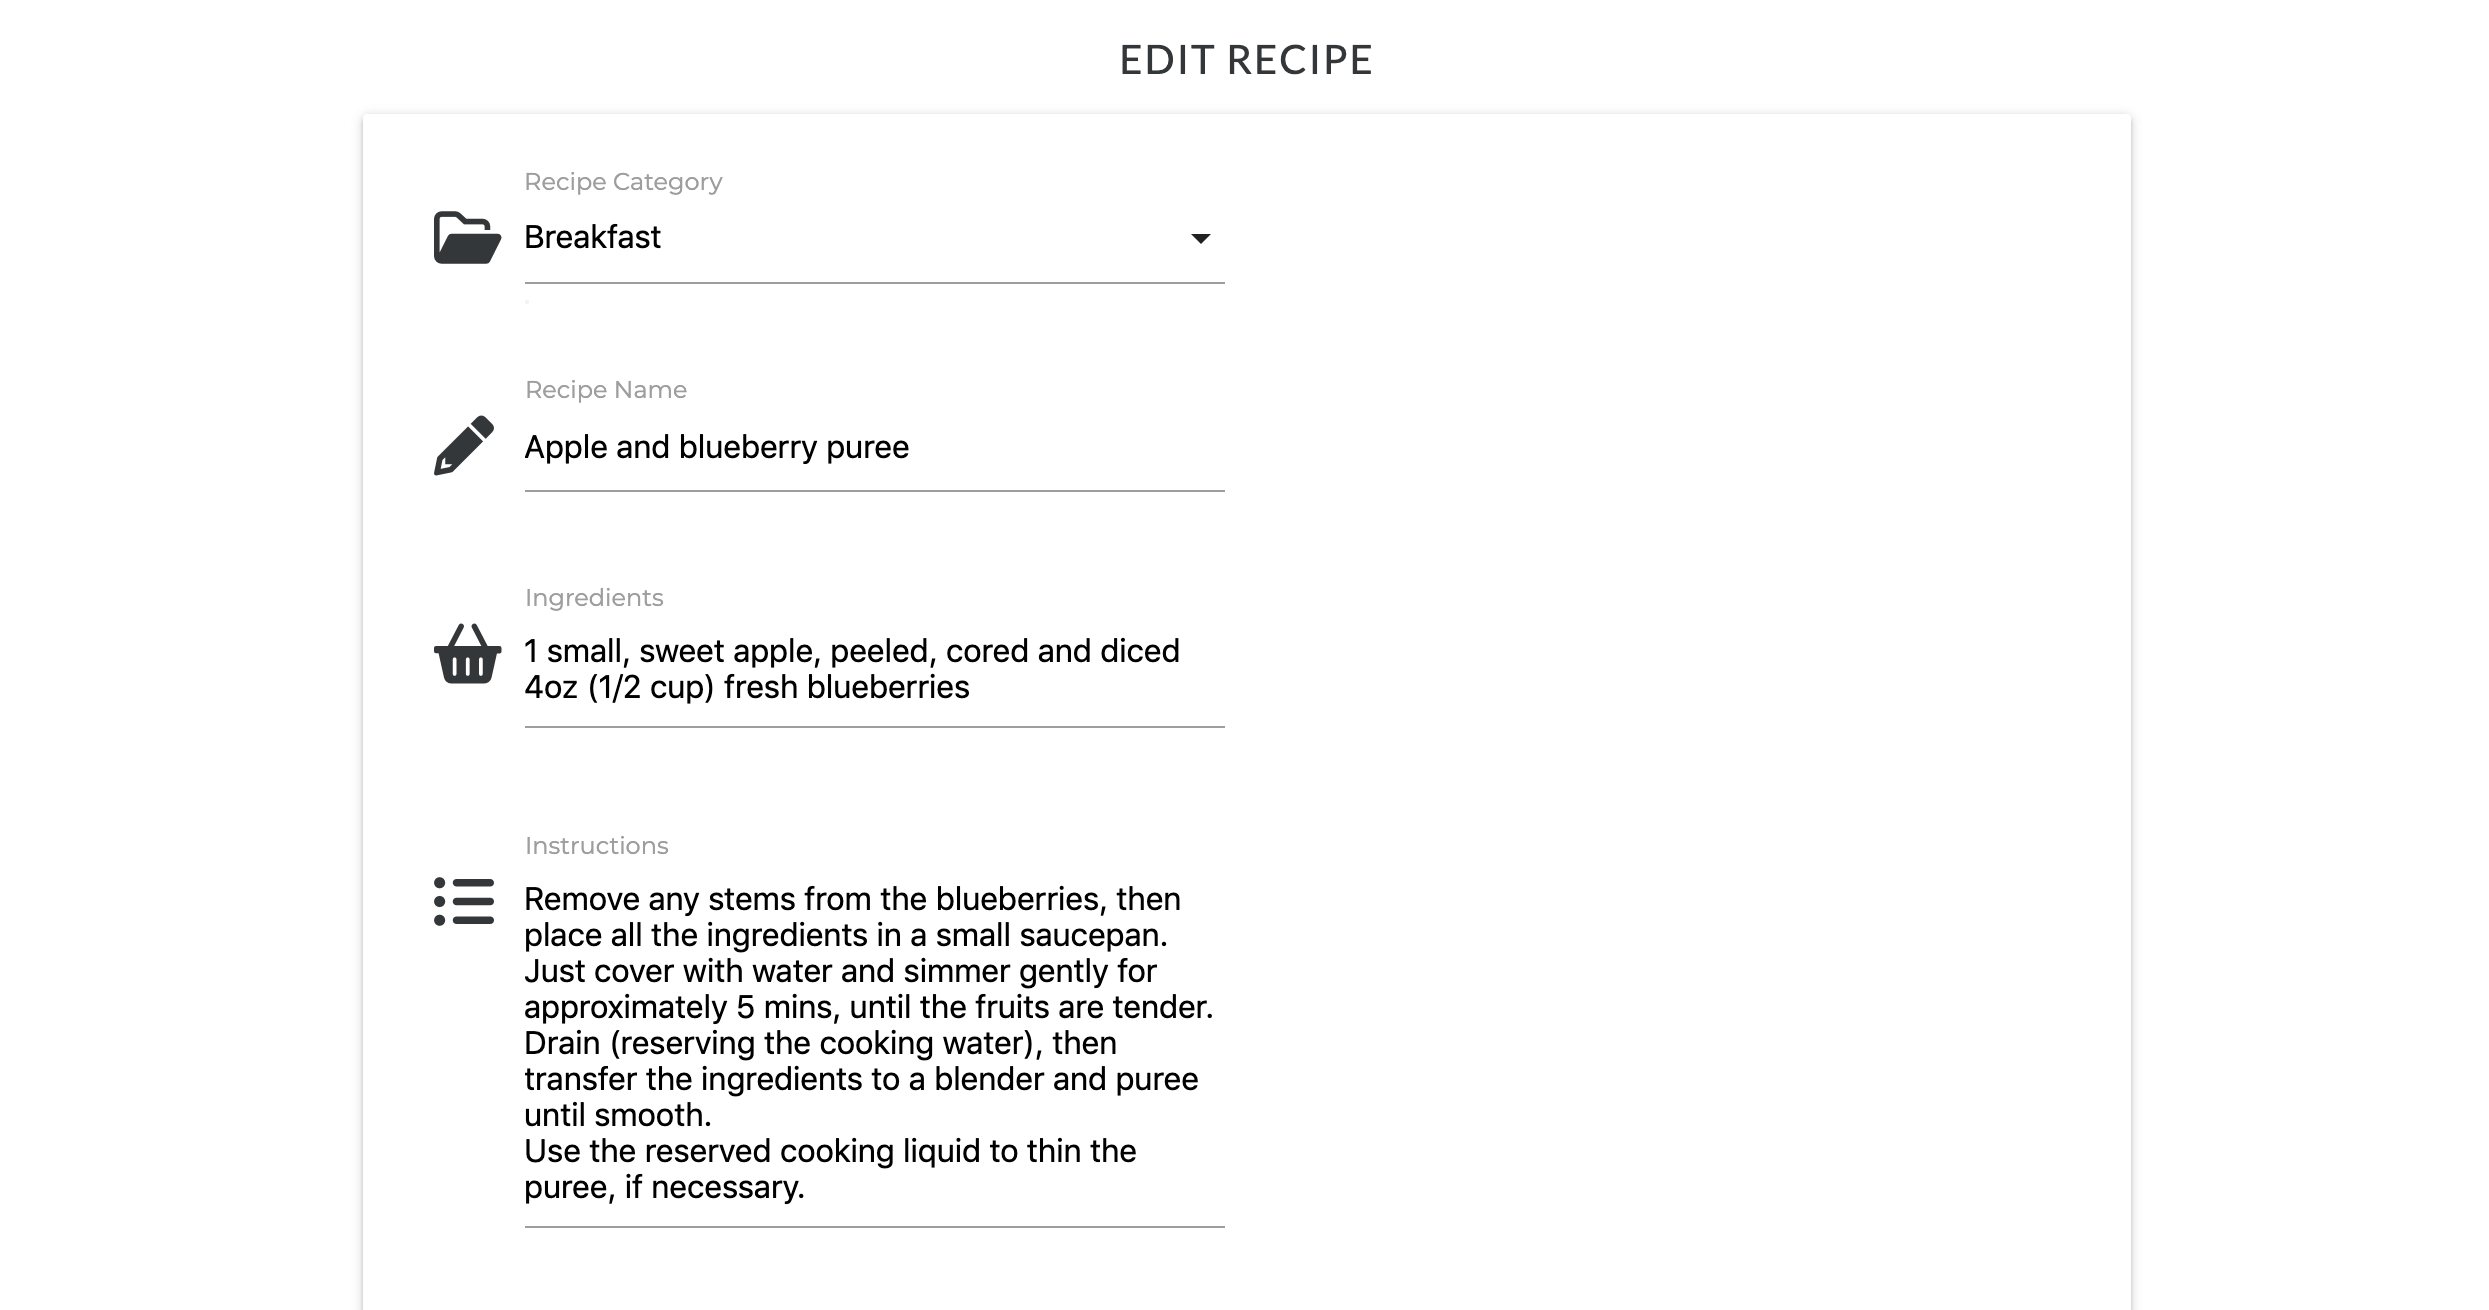 EDIT RECIPE
Recipe Category
Breakfast
Recipe Name
Apple and blueberry puree
Ingredients
1 small, sweet apple, peeled, cored and diced
4oz (1/2 cup) fresh blueberries
Instructions
Remove any stems from the blueberries, then
place all the ingredients in a small saucepan.
Just cover with water and simmer gently for
approximately 5 mins, until the fruits are tender.
Drain (reserving the cooking water), then
transfer the ingredients to a blender and puree
until smooth.
Use the reserved cooking liquid to thin the
puree, if necessary.